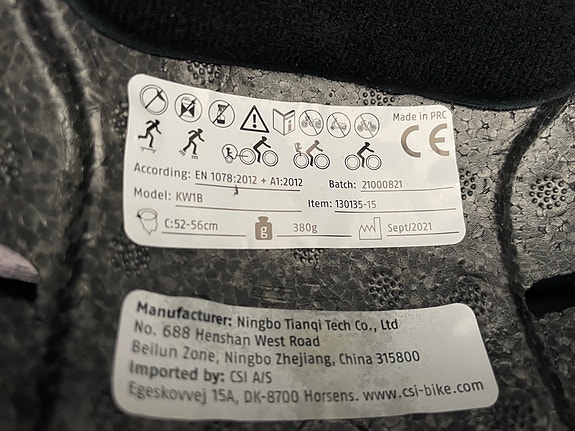 Made in PRC
CE
According: EN 1078:2012 + A1:2012
Batch: 21000821
Model: KW1B
Item: 130135-15
C:52-56cm
g
380g
Sept/2021
Manufacturer: Ningbo Tianqi Tech Co., Ltd
No. 688 Henshan West Road
Beilun Zone, Ningbo Zhejiang, China 315800
Imported by: CSI A/S
Egeskovvej 15A, DK-8700 Horsens. www.csi-bike.com